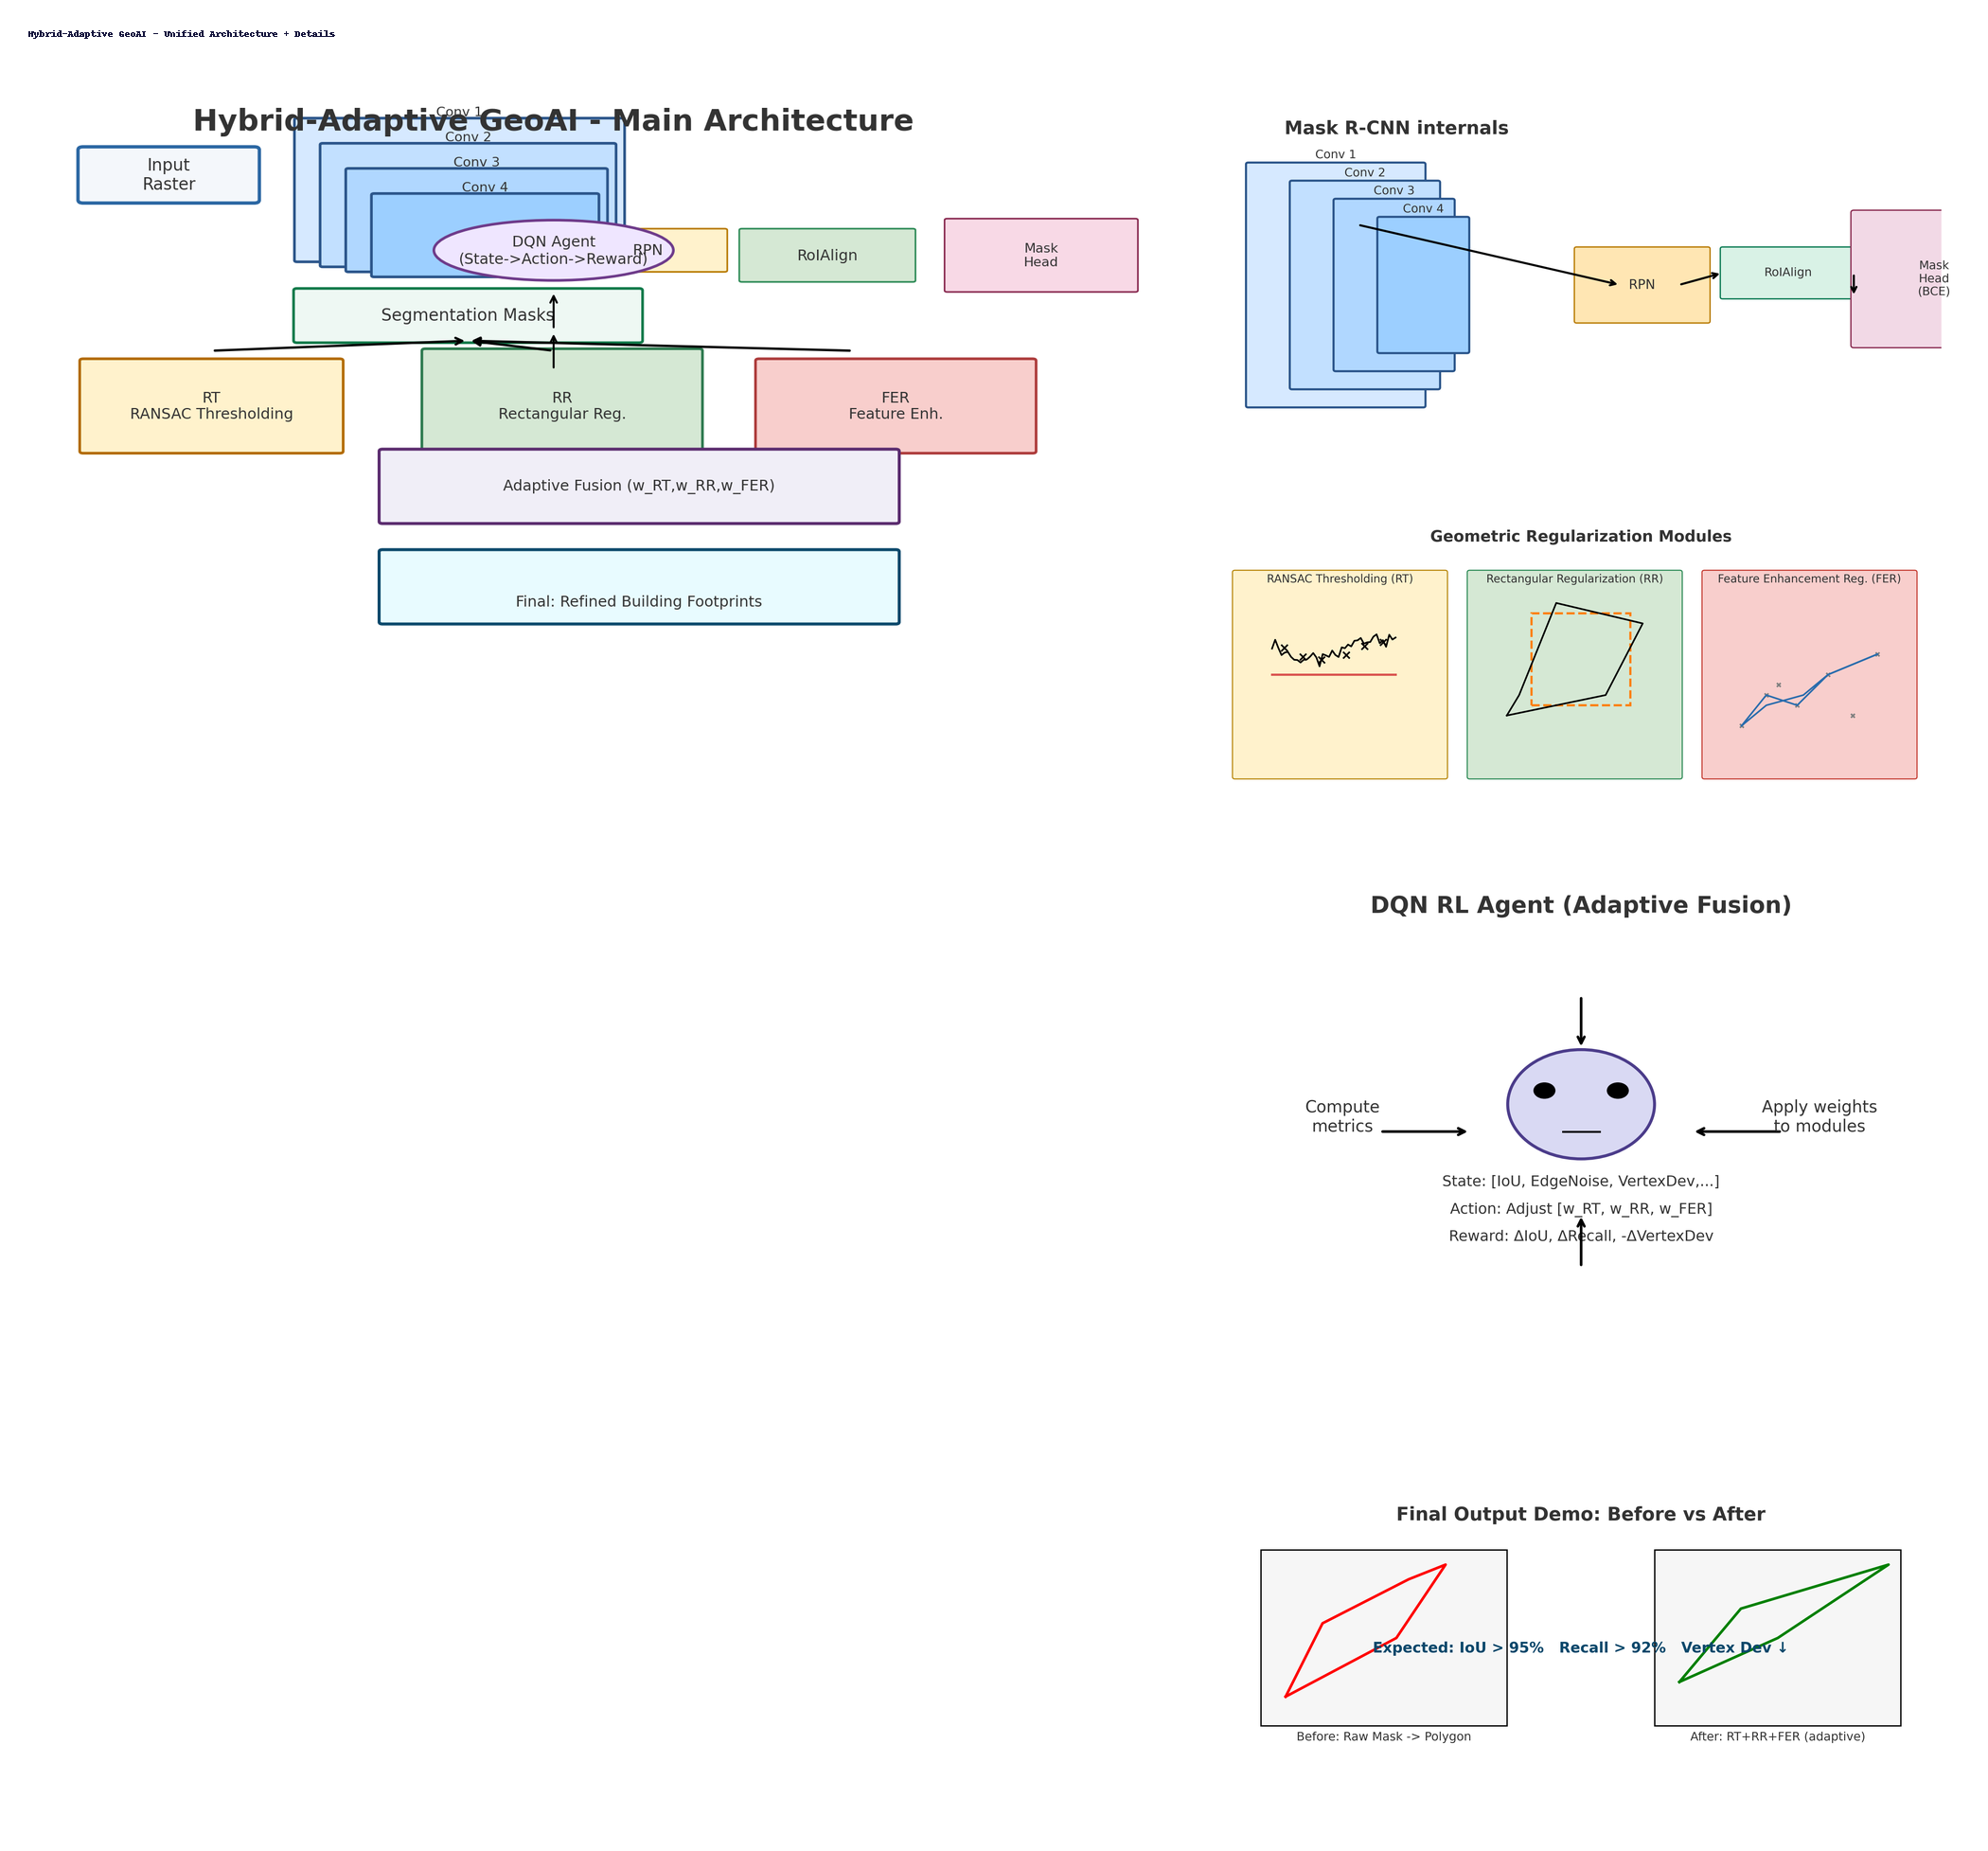 Hybrid-Adaptive GeoAI - Unified Architecture + Details
Hybrid-Adaptive GeoAI - Main Architecture
Conv 1
Conv 2
Conv 3
Conv 4
Input
Raster
DQN Agent
(State->Action->Reward)
RPN
RoIAlign
Mask
Head
Segmentation Masks
RT
RANSAC Thresholding
RR
Rectangular Reg.
FER
Feature Enh.
Adaptive Fusion (w_RT,w_RR,w_FER)
Final: Refined Building Footprints
Mask R-CNN internals
Conv 1
Conv 2
Conv 3
Conv 4
RPN
RoIAlign
Mask
Head
(BCE)
Geometric Regularization Modules
RANSAC Thresholding (RT)
Rectangular Regularization (RR)
Feature Enhancement Reg. (FER)
DQN RL Agent (Adaptive Fusion)
Compute
metrics
Apply weights
to modules
State: [IoU, EdgeNoise, VertexDev,...]
Action: Adjust [w_RT, w_RR, w_FER]
Reward: ΔIoU, ΔRecall, -ΔVertexDev
Final Output Demo: Before vs After
Expected: IoU > 95%   Recall > 92%   Vertex Dev ↓
Before: Raw Mask -> Polygon
After: RT+RR+FER (adaptive)